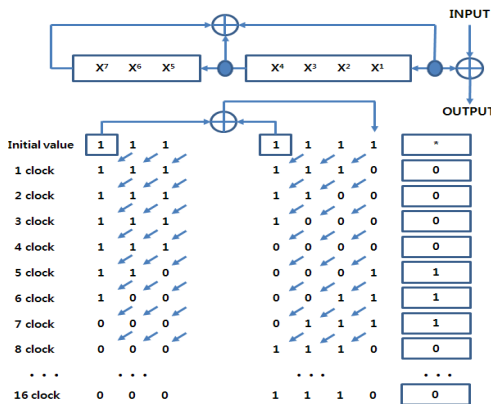 INPUT
X⁷ X⁶ X⁵ X⁴ X³ X² X¹
OUTPUT
Initial value 1 1 1 1 1 1 1 *
1 clock 1 1 1 1 1 1 0 0
2 clock 1 1 1 1 1 0 0 0
3 clock 1 1 1 1 0 0 0 0
4 clock 1 1 1 0 0 0 0 0
5 clock 1 1 0 0 0 0 1 1
6 clock 1 0 0 0 0 1 1 1
7 clock 0 0 0 0 1 1 1 1
8 clock 0 0 0 1 1 1 0 0
• • • • • • • • • • • •
16 clock 0 0 0 1 1 1 0 0